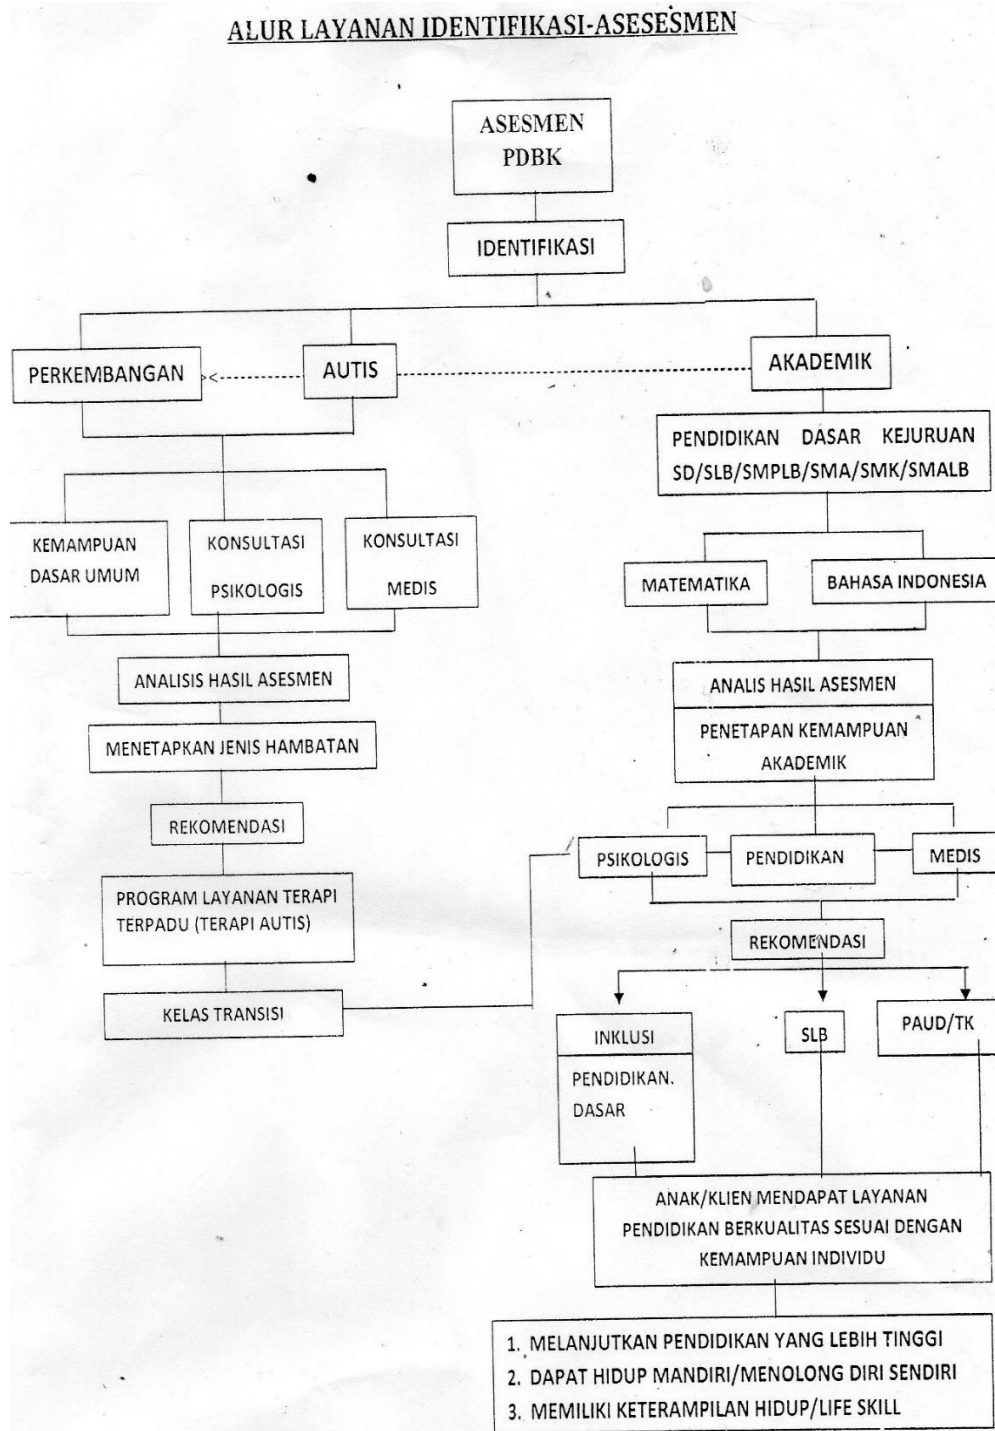 ALUR LAYANAN IDENTIFIKASI-ASESESMEN
ASESMEN
PDBK
IDENTIFIKASI
PERKEMBANGAN
AUTIS
AKADEMIK
PENDIDIKAN DASAR KEJURUAN
SD/SLB/SMPLB/SMA/SMK/SMALB
KEMAMPUAN
DASAR UMUM
KONSULTASI
PSIKOLOGIS
KONSULTASI
MEDIS
MATEMATIKA
BAHASA INDONESIA
ANALISIS HASIL ASESMEN
MENETAPKAN JENIS HAMBATAN
REKOMENDASI
PROGRAM LAYANAN TERAPI
TERPADU (TERAPI AUTIS)
KELAS TRANSISI
ANALIS HASIL ASESMEN
PENETAPAN KEMAMPUAN
AKADEMIK
PSIKOLOGIS
PENDIDIKAN
MEDIS
REKOMENDASI
INKLUSI
PENDIDIKAN.
DASAR
SLB
PAUD/TK
ANAK/KLIEN MENDAPAT LAYANAN
PENDIDIKAN BERKUALITAS SESUAI DENGAN
KEMAMPUAN INDIVIDU
1. MELANJUTKAN PENDIDIKAN YANG LEBIH TINGGI
2. DAPAT HIDUP MANDIRI/MENOLONG DIRI SENDIRI
3. MEMILIKI KETERAMPILAN HIDUP/LIFE SKILL